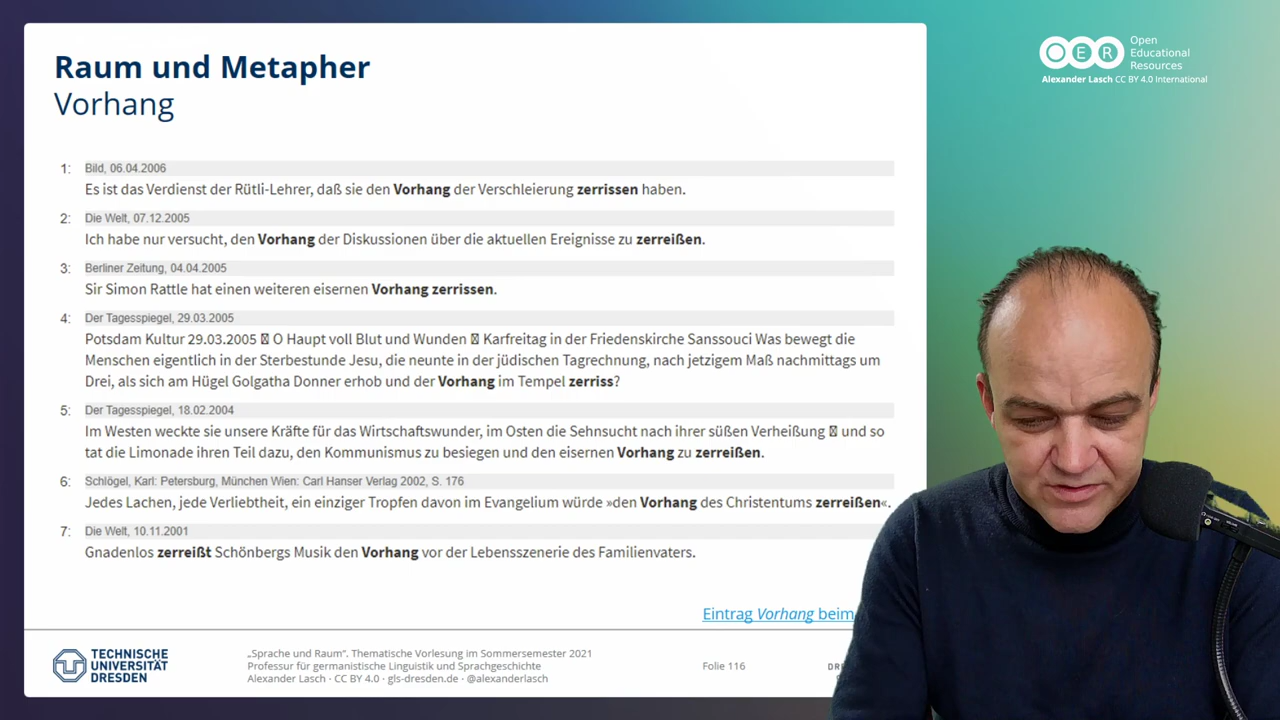 Raum und Metapher
Vorhang
1: Bild, 06.04.2006
Es ist das Verdienst der Rütli-Lehrer, daß sie den Vorhang der Verschleierung zerrissen haben.
2: Die Welt, 07.12.2005
Ich habe nur versucht, den Vorhang der Diskussionen über die aktuellen Ereignisse zu zerreißen.
3: Berliner Zeitung, 04.04.2005
Sir Simon Rattle hat einen weiteren eisernen Vorhang zerrissen.
4: Der Tagesspiegel, 29.03.2005
Potsdam Kultur 29.03.2005 O Haupt voll Blut und Wunden Karfreitag in der Friedenskirche Sanssouci Was bewegt die
Menschen eigentlich in der Sterbestunde Jesu, die neunte in der jüdischen Tagrechnung, nach jetzigem Maß nachmittags um
Drei, als sich am Hügel Golgatha Donner erhob und der Vorhang im Tempel zerriss?
5: Der Tagesspiegel, 18.02.2004
Im Westen weckte sie unsere Kräfte für das Wirtschaftswunder, im Osten die Sehnsucht nach ihrer süßen Verheißung und so
tat die Limonade ihren Teil dazu, den Kommunismus zu besiegen und den eisernen Vorhang zu zerreißen.
6: Schlögel, Karl: Petersburg, München Wien: Carl Hanser Verlag 2002, S. 176
Jedes Lachen, jede Verliebtheit, ein einziger Tropfen davon im Evangelium würde »den Vorhang des Christentums zerreißen«.
7: Die Welt, 10.11.2001
Gnadenlos zerreißt Schönbergs Musik den Vorhang vor der Lebensszenerie des Familienvaters.
Eintrag Vorhang beim
TECHNISCHE
UNIVERSITÄT
DRESDEN
„Sprache und Raum“. Thematische Vorlesung im Sommersemester 2021
Professur für germanistische Linguistik und Sprachgeschichte
Alexander Lasch · CC BY 4.0 · gls-dresden.de · @alexanderlasch
Folie 116
OER
Open
Educational
Resources
Alexander Lasch CC BY 4.0 International